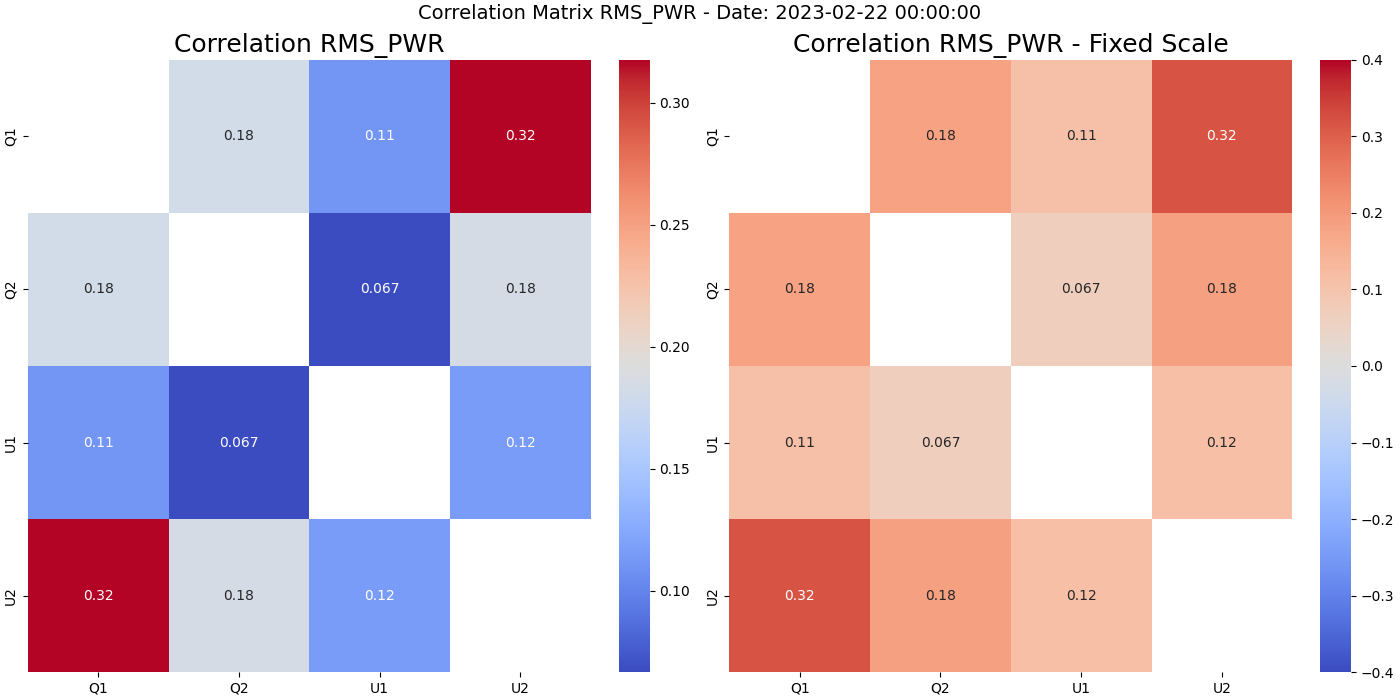 Correlation Matrix RMS_PWR - Date: 2023-02-22 00:00:00
Correlation RMS_PWR
Q1
0.18
0.11
0.32
Q2
0.18
0.067
0.18
U1
0.11
0.067
0.12
U2
0.32
0.18
0.12
Q1
Q2
U1
U2
0.30
0.25
0.20
0.15
0.10
Correlation RMS_PWR - Fixed Scale
Q1
0.18
0.11
0.32
Q2
0.18
0.067
0.18
U1
0.11
0.067
0.12
U2
0.32
0.18
0.12
Q1
Q2
U1
U2
0.4
0.3
0.2
0.1
0.0
−0.1
−0.2
−0.3
−0.4